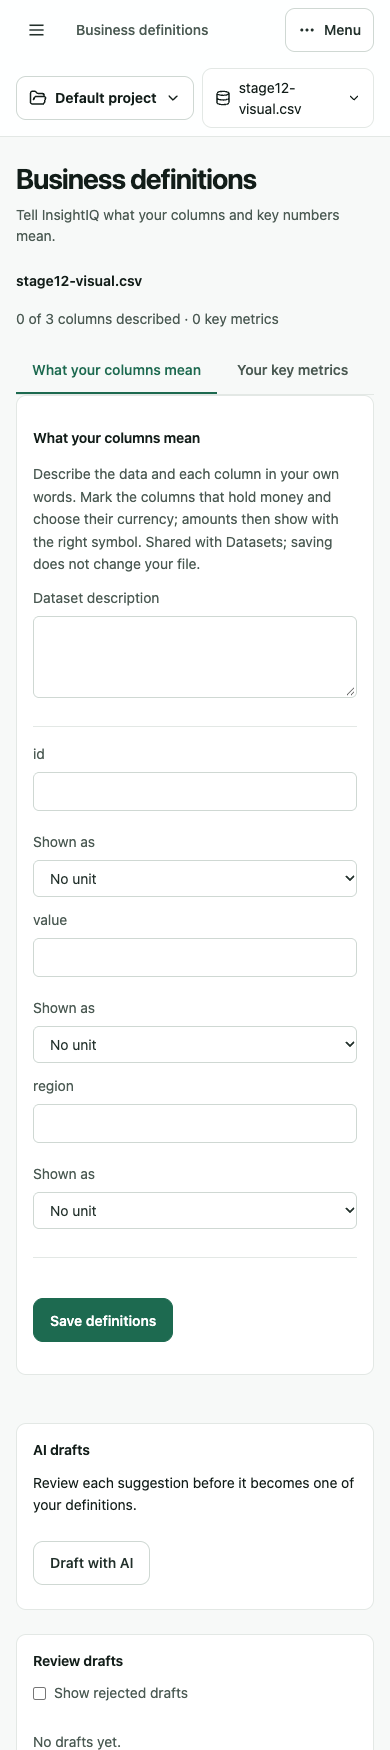 Business definitions
Menu
Default project
stage12-
visual.csv
Business definitions
Tell InsightIQ what your columns and key numbers
mean.
stage12-visual.csv
0 of 3 columns described · 0 key metrics
What your columns mean
Your key metrics
What your columns mean
Describe the data and each column in your own
words. Mark the columns that hold money and
choose their currency; amounts then show with
the right symbol. Shared with Datasets; saving
does not change your file.
Dataset description
id
Shown as
No unit
value
Shown as
No unit
region
Shown as
No unit
Save definitions
AI drafts
Review each suggestion before it becomes one of
your definitions.
Draft with AI
Review drafts
Show rejected drafts
No drafts yet.